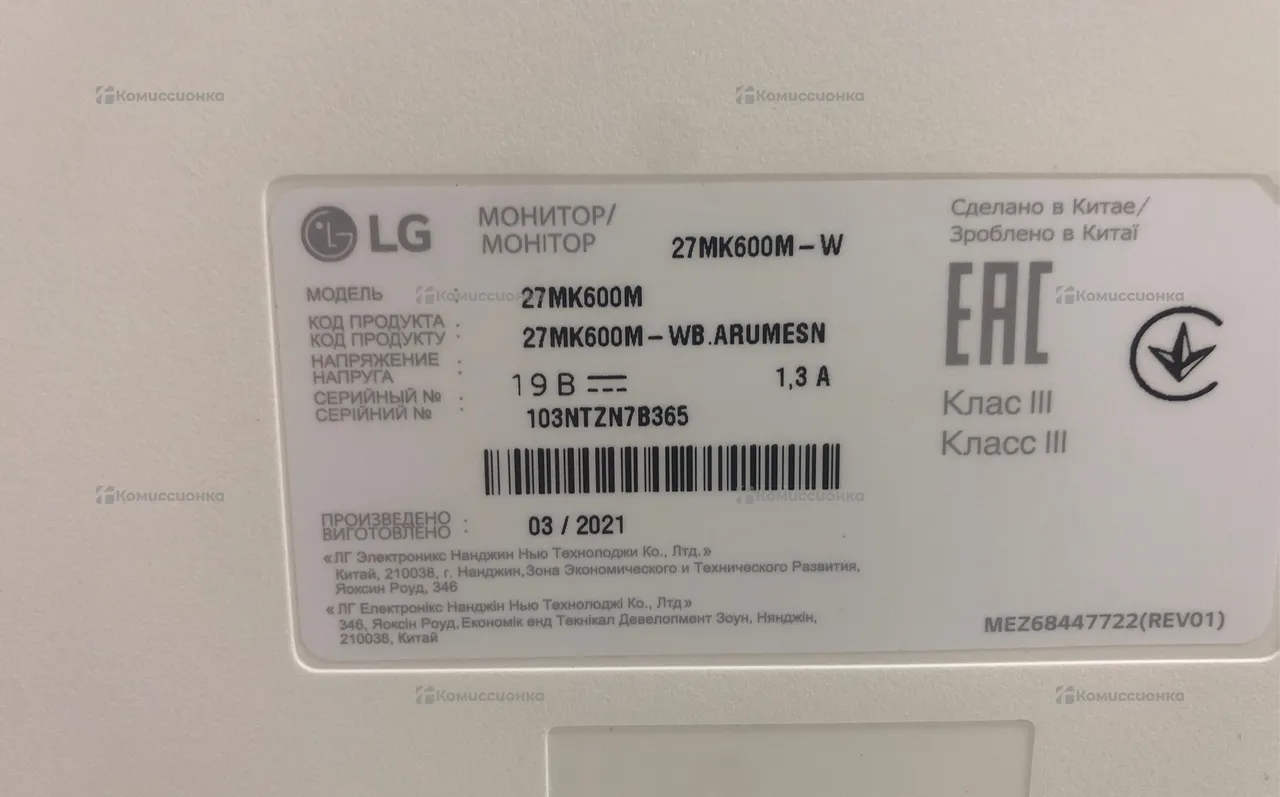 Комиссионка
Комиссионка
LG
МОНИТОР/
МОНІТОР
27MK600M-W
Сделано в Китае/
Зроблено в Китаї
EAC
МОДЕЛЬ : 27MK600M
Комиссионка
Комиссионка
КОД ПРОДУКТА :
КОД ПРОДУКТУ :
27MK600M-WB.ARUMESN
НАПРЯЖЕНИЕ :
НАПРУГА :
19 В 1,3 A
СЕРИЙНЫЙ № :
СЕРІЙНИЙ № :
103NTZN7B365
Клас III
Класс III
Комиссионка
Комиссионка
ПРОИЗВЕДЕНО :
ВИГОТОВЛЕНО
03 / 2021
«ЛГ Электроникс Нанджин Нью Технолоджи Ко., Лтд.»
Китай, 210038, г. Нанджин,Зона Экономического и Технического Развития,
Яоксин Роуд, 346
«ЛГ Електронікс Нанджін Нью Технолоджі Ко., Лтд»
346, Яоксін Роуд,Економік енд Текнікал Девелопмент Зоун, Нянджін,
210038, Китай
MEZ68447722(REV01)
Комиссионка
Комиссионка